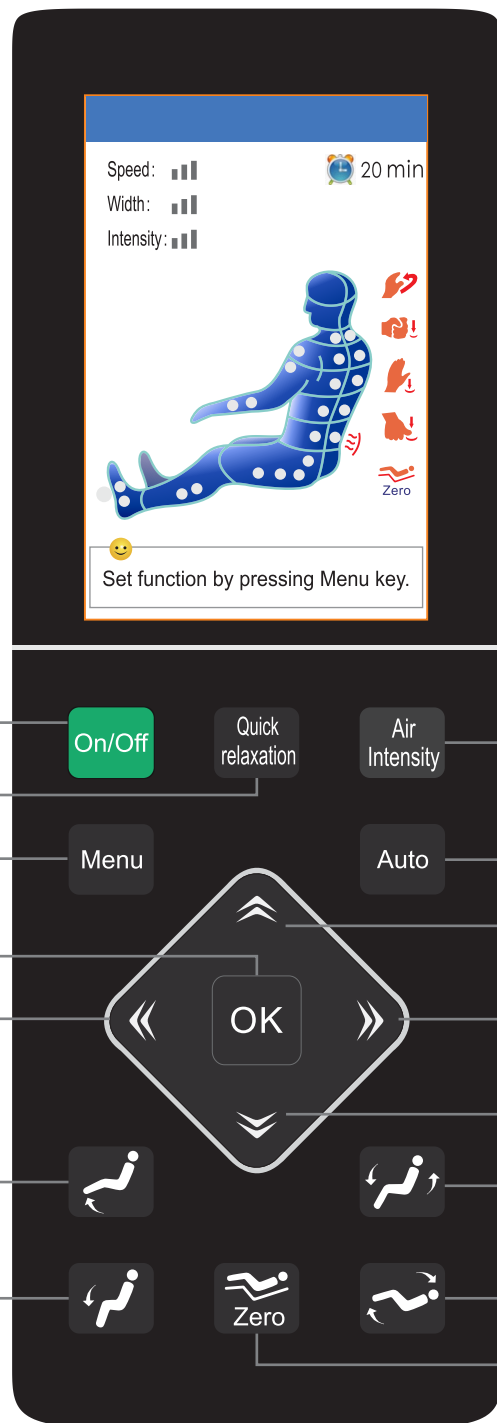 Speed:
20 min
Width:
Intensity:
Zero
Set function by pressing Menu key.
On/Off
Quick
relaxation
Air
Intensity
Menu
Auto
OK
Zero